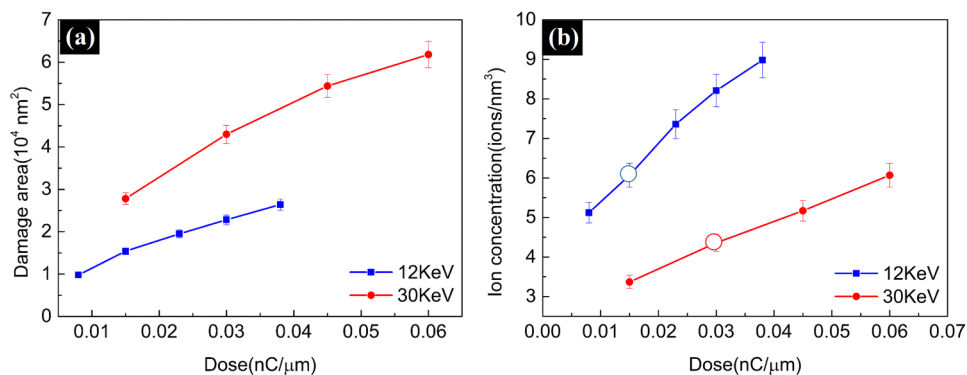 (a)
Damage area(10⁴ nm²)
7
6
5
4
3
2
1
0
0.01 0.02 0.03 0.04 0.05 0.06
Dose(nC/μm)
12KeV
30KeV
(b)
Ion concentration(ions/nm³)
10
9
8
7
6
5
4
3
0.00 0.01 0.02 0.03 0.04 0.05 0.06 0.07
Dose(nC/μm)
12KeV
30KeV